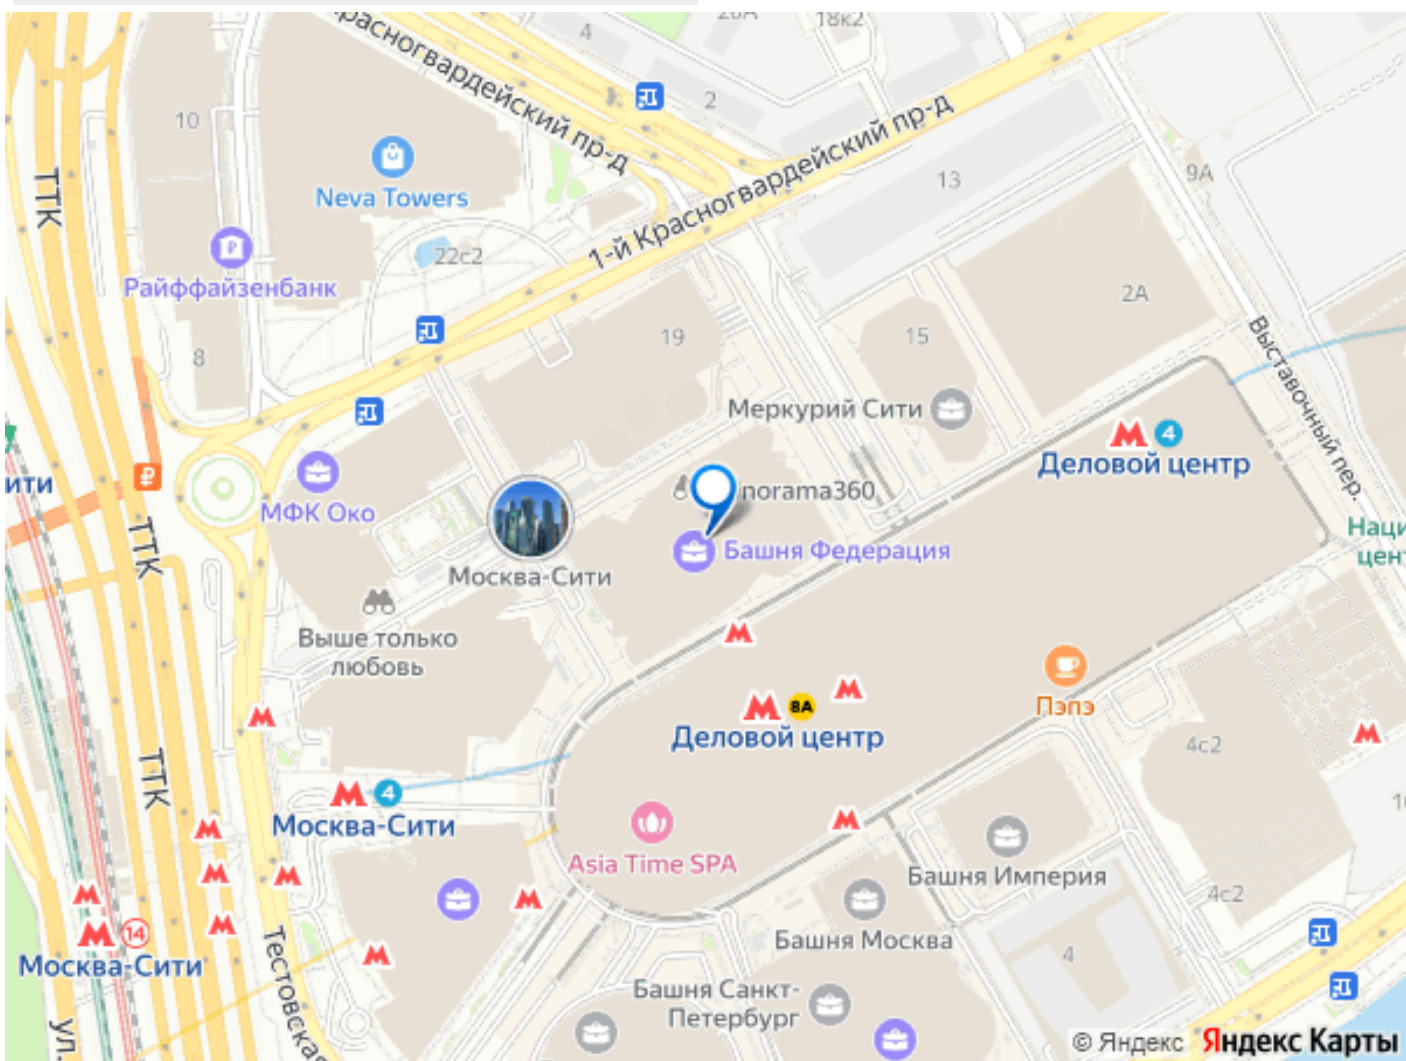 Красногвардейский пр-д
4
2
18к2
10
ТТК
Neva Towers
1-й Красногвардейский пр-д
13
9А
22с2
Райффайзенбанк
2А
8
19
15
Выставочный пер.
Меркурий Сити
4
Деловой центр
МФК Око
norama360
Башня Федерация
Москва-Сити
ТТК
Выше только
любовь
Пэпэ
8А
Деловой центр
4с2
ТТК
4
Москва-Сити
Asia Time SPA
Башня Империя
4с2
14
Москва-Сити
Тестовская
Башня Москва
4
Башня Санкт-
Петербург
ул.
© Яндекс Яндекс Карты